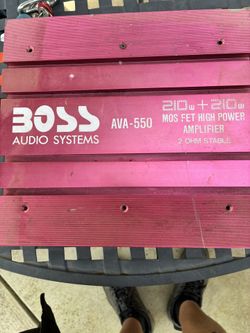 BOSS
AUDIO SYSTEMS
AVA-550
210w+210w
MOS FET HIGH POWER
AMPLIFIER
2 OHM STABLE